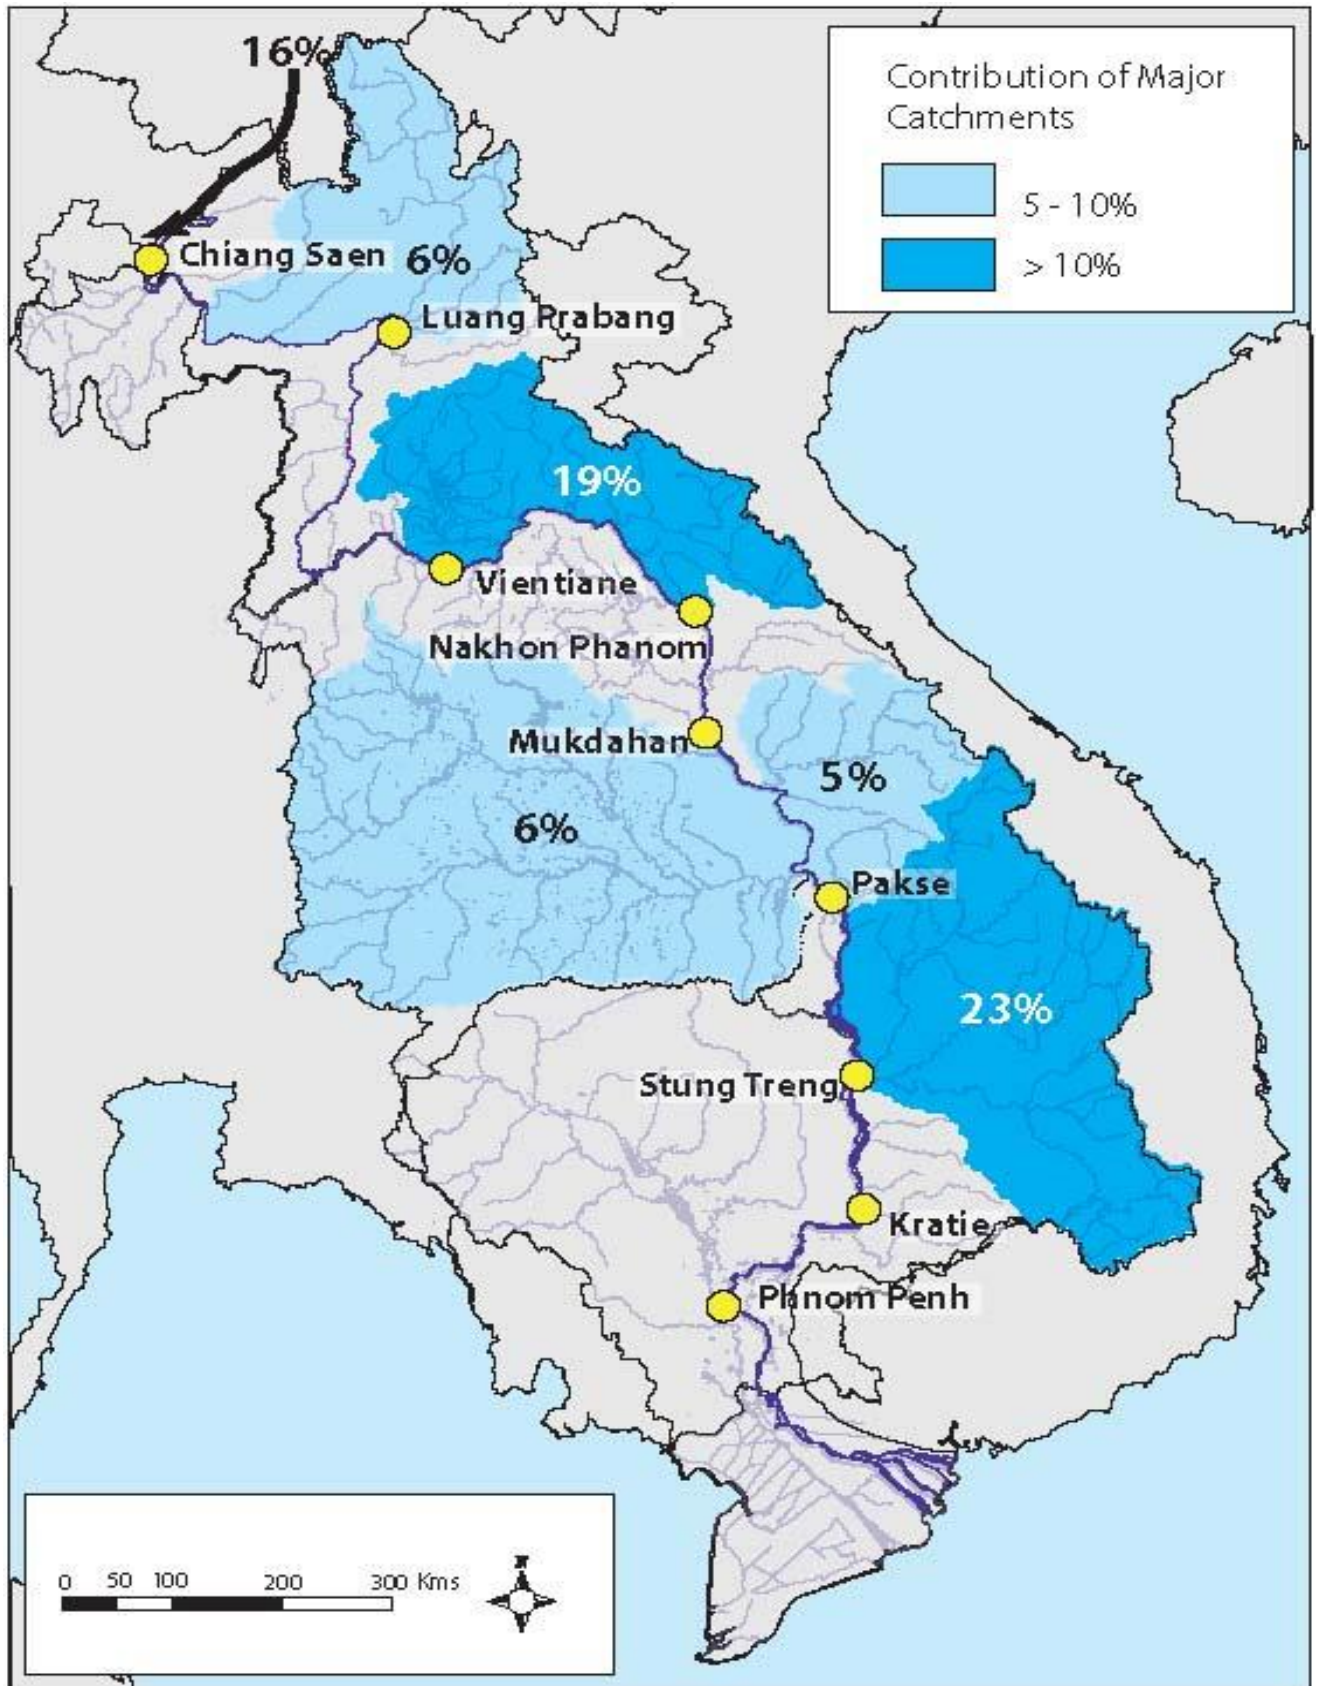 16%
Contribution of Major
Catchments
5 - 10%
> 10%
Chiang Saen
6%
Luang Prabang
19%
Vientiane
Nakhon Phanom
Mukdahan
5%
6%
Pakse
23%
Stung Treng
Kratie
Phnom Penh
0 50 100 200 300 Kms
N